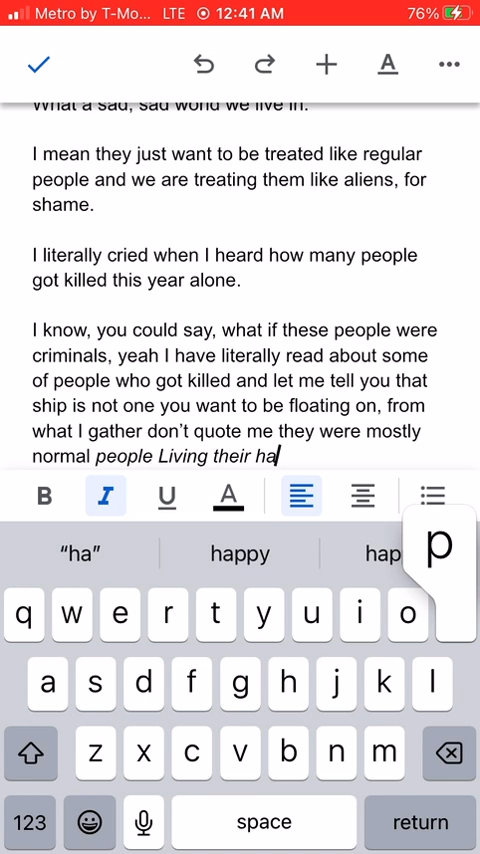 Metro by T-Mo... LTE 12:41 AM 76%
A
What a sad, sad world we live in.
I mean they just want to be treated like regular
people and we are treating them like aliens, for
shame.
I literally cried when I heard how many people
got killed this year alone.
I know, you could say, what if these people were
criminals, yeah I have literally read about some
of people who got killed and let me tell you that
ship is not one you want to be floating on, from
what I gather don’t quote me they were mostly
normal people Living their ha
B I U A
“ha” happy hap
p
q w e r t y u i o
a s d f g h j k l
z x c v b n m
123 space return